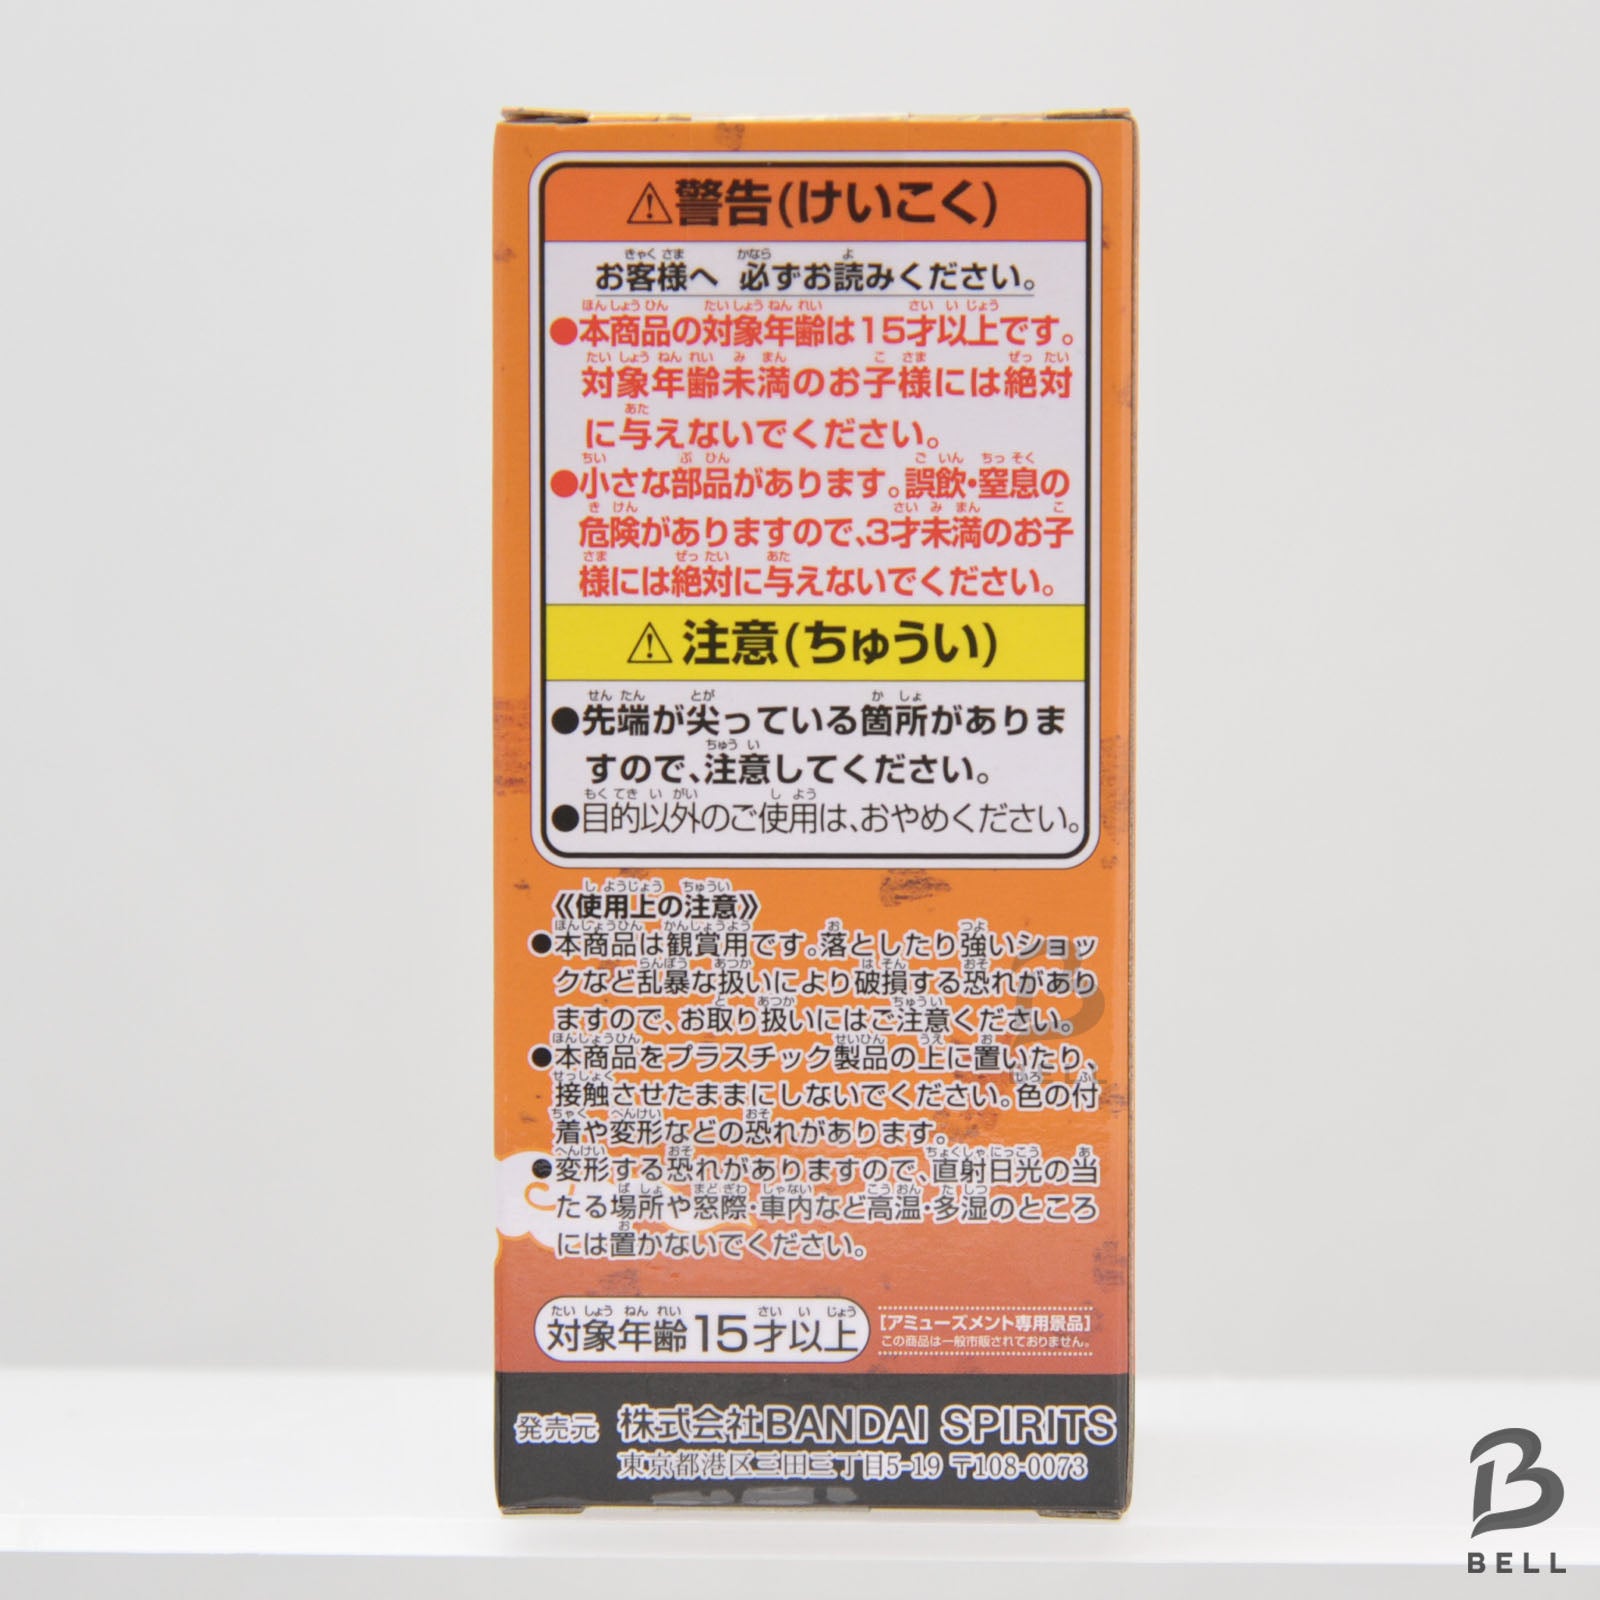 ⚠警告(けいこく)
お客様へ 必ずお読みください。
●本商品の対象年齢は15才以上です。
対象年齢未満のお子様には絶対
に与えないでください。
●小さな部品があります。誤飲・窒息の
危険がありますので、3才未満のお子
様には絶対に与えないでください。
⚠注意(ちゅうい)
●先端が尖っている箇所がありま
すので、注意してください。
●目的以外のご使用は、おやめください。
《使用上の注意》
●本商品は観賞用です。落としたり強いショッ
クなど乱暴な扱いにより破損する恐れがあり
ますので、お取り扱いにはご注意ください。
●本商品をプラスチック製品の上に置いたり、
接触させたままにしないでください。色の付
着や変形などの恐れがあります。
●変形する恐れがありますので、直射日光の当
たる場所や窓際・車内など高温・多湿のところ
には置かないでください。
対象年齢15才以上
[アミューズメント専用景品]
この商品は一般市販されておりません。
発売元 株式会社BANDAI SPIRITS
東京都港区三田三丁目5-19 〒108-0073
B
BELL
B
BELL